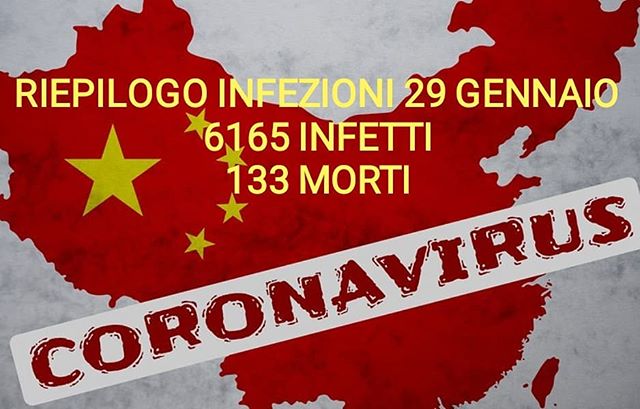 RIEPILOGO INFEZIONI 29 GENNAIO
6165 INFETTI
133 MORTI
CORONAVIRUS